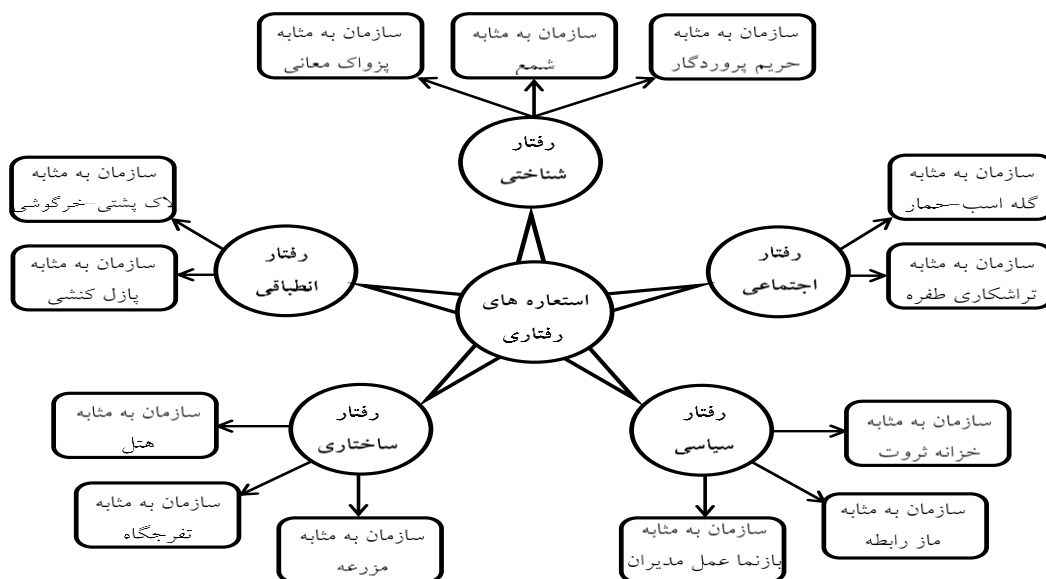 سازمان به مثابه
حریم پروردگار
سازمان به مثابه
شمع
سازمان به مثابه
پزواک معانی
رفتار
شناختی
سازمان به مثابه
گله اسب-حمار
سازمان به مثابه
تراشکاری طفره
رفتار
اجتماعی
سازمان به مثابه
لاک پشتی-خرگوشی
سازمان به مثابه
پازل کنشی
رفتار
انطباقی
استعاره های
رفتاری
رفتار
سیاسی
سازمان به مثابه
خزانه ثروت
سازمان به مثابه
ماز رابطه
سازمان به مثابه
بازنما عمل مدیران
رفتار
ساختاری
سازمان به مثابه
هتل
سازمان به مثابه
تفرجگاه
سازمان به مثابه
مزرعه